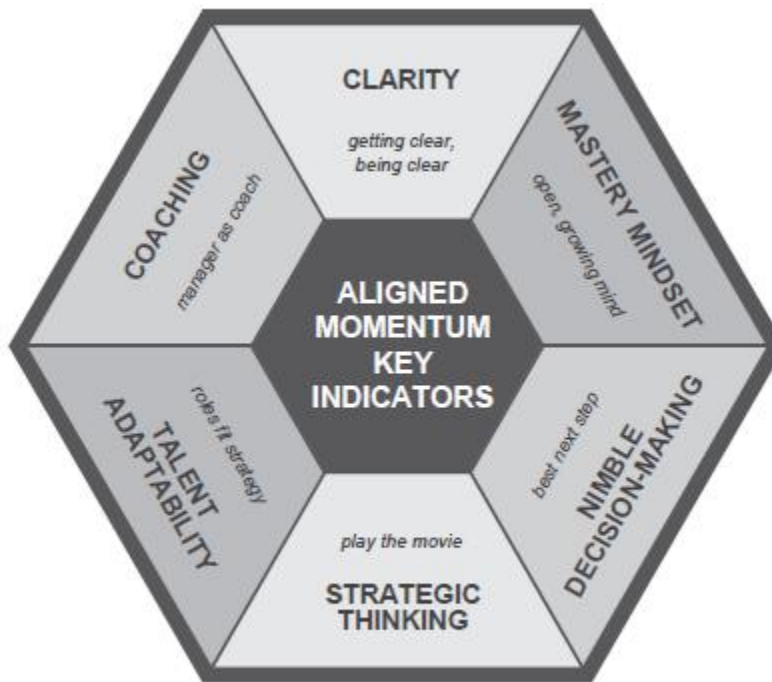 CLARITY
getting clear,
being clear
MASTERY MINDSET
open, growing mind
NIMBLE
DECISION-MAKING
best next step
play the movie
STRATEGIC
THINKING
TALENT
ADAPTABILITY
roles fit strategy
COACHING
manager as coach
ALIGNED
MOMENTUM
KEY
INDICATORS